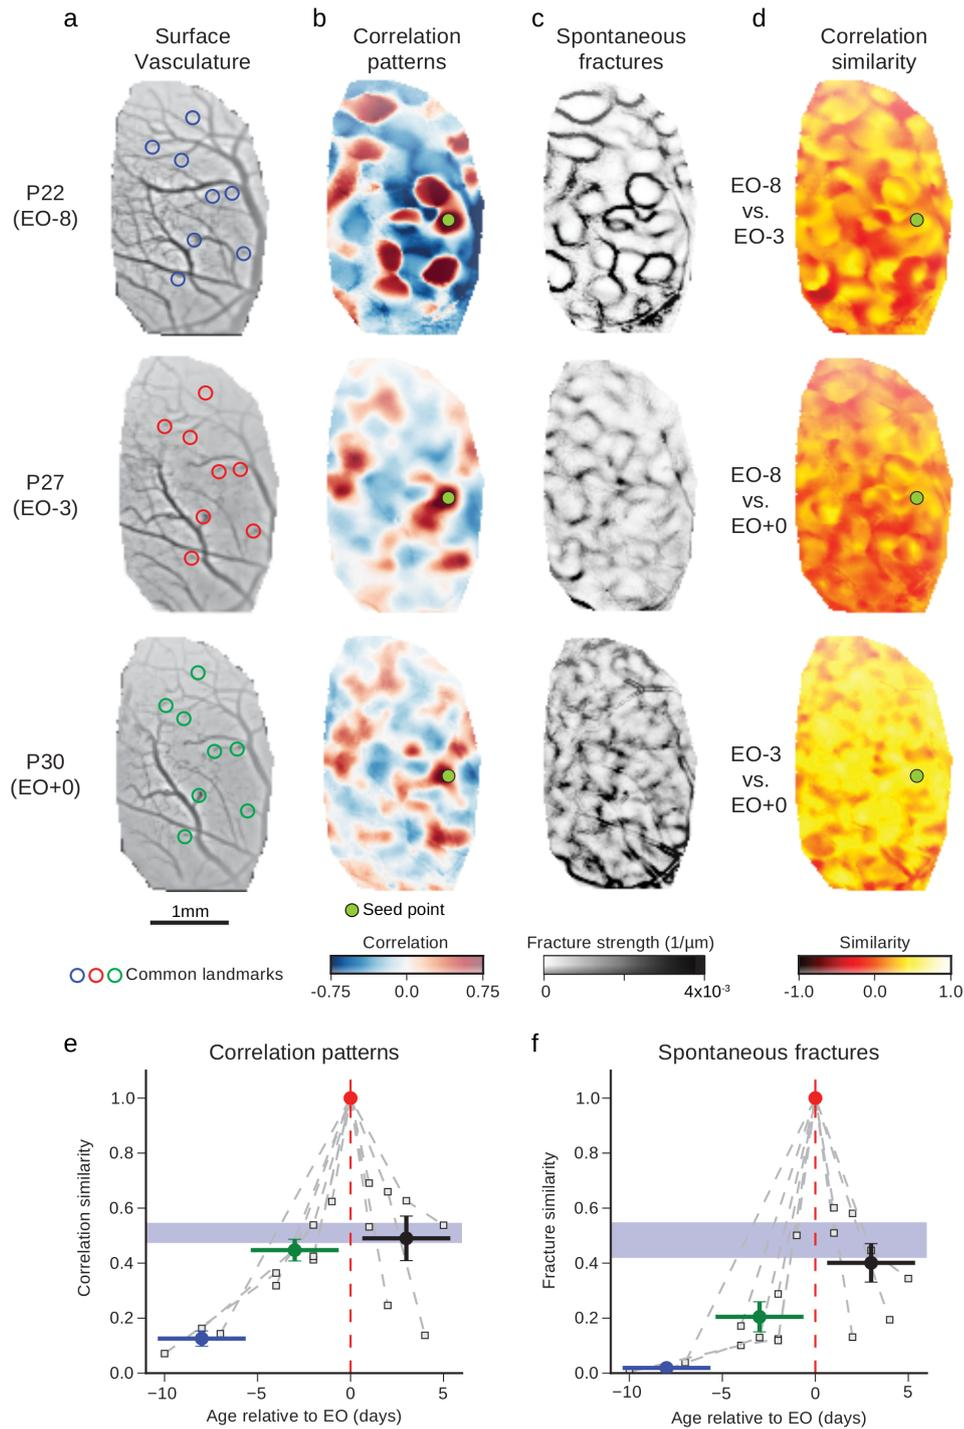 a
b
c
d
Surface
Vasculature
Correlation
patterns
Spontaneous
fractures
Correlation
similarity
P22
(EO-8)
EO-8
vs.
EO-3
P27
(EO-3)
EO-8
vs.
EO+0
P30
(EO+0)
EO-3
vs.
EO+0
1mm
Seed point
Common landmarks
Correlation
-0.75 0.0 0.75
Fracture strength (1/µm)
0 4x10⁻³
Similarity
-1.0 0.0 1.0
e
Correlation patterns
Correlation similarity
1.0
0.8
0.6
0.4
0.2
0.0
−10 −5 0 5
Age relative to EO (days)
f
Spontaneous fractures
Fracture similarity
1.0
0.8
0.6
0.4
0.2
0.0
−10 −5 0 5
Age relative to EO (days)